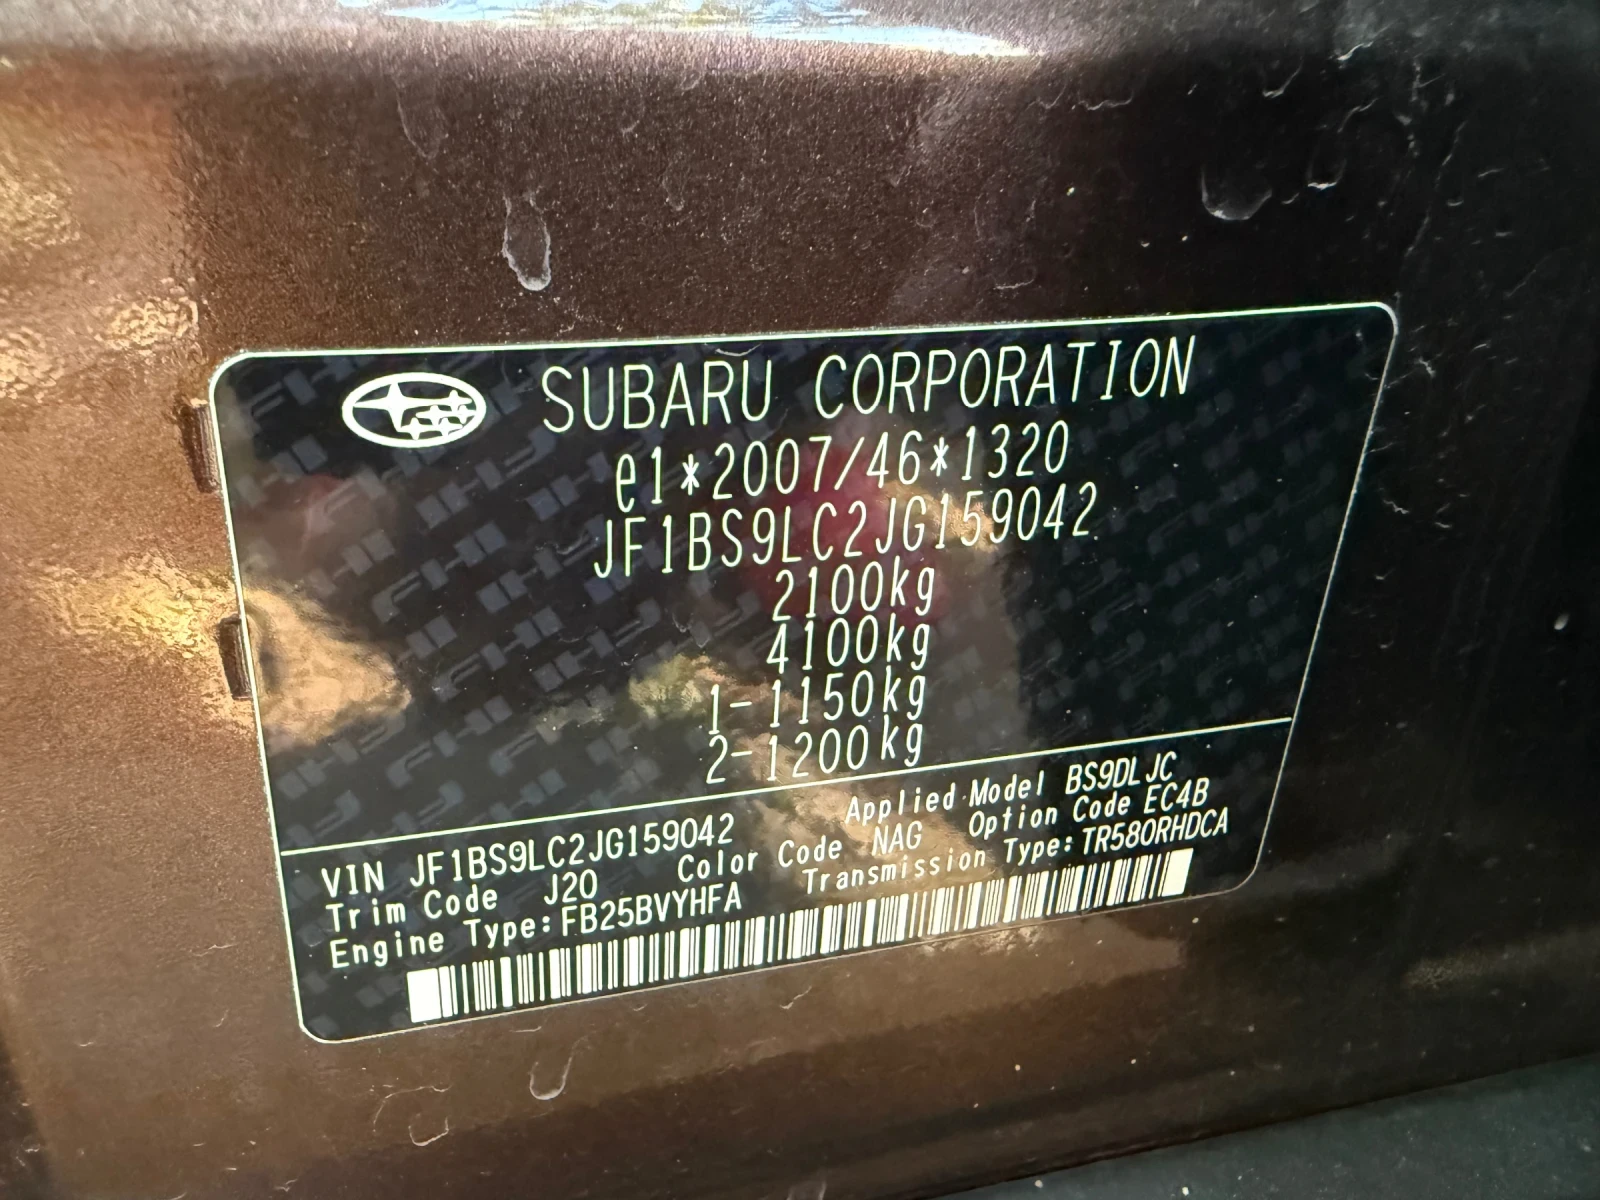 SUBARU CORPORATION
e1*2007/46*1320
JF1BS9LC2JG159042
2100kg
4100kg
1-1150kg
2-1200kg
VIN JF1BS9LC2JG159042 Applied Model BS9DLJC
Trim Code J20 Color Code NAG Option Code EC4B
Engine Type:FB25BVYHFA Transmission Type:TR580RHDCA